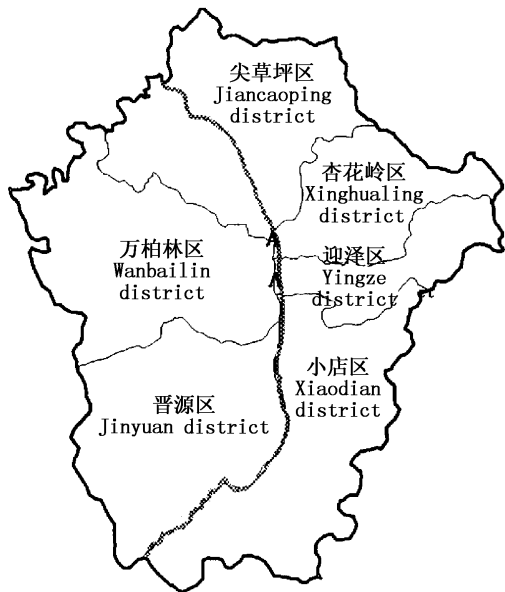 尖草坪区
Jiancaoping
district
杏花岭区
Xinghualing
district
万柏林区
Wanbailin
district
迎泽区
Yingze
district
小店区
Xiaodian
district
晋源区
Jinyuan district